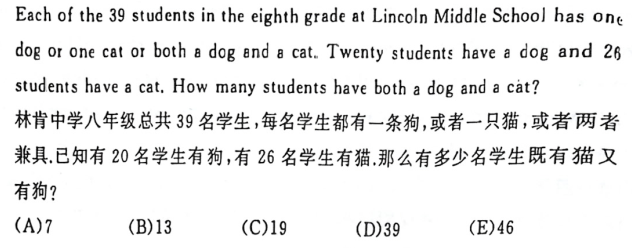 Each of the 39 students in the eighth grade at Lincoln Middle School has one
dog or one cat or both a dog and a cat. Twenty students have a dog and 26
students have a cat. How many students have both a dog and a cat?
林肯中学八年级总共 39 名学生,每名学生都有一条狗,或者一只猫,或者两者
兼具.已知有 20 名学生有狗,有 26 名学生有猫.那么有多少名学生既有猫又
有狗?
(A)7 (B)13 (C)19 (D)39 (E)46